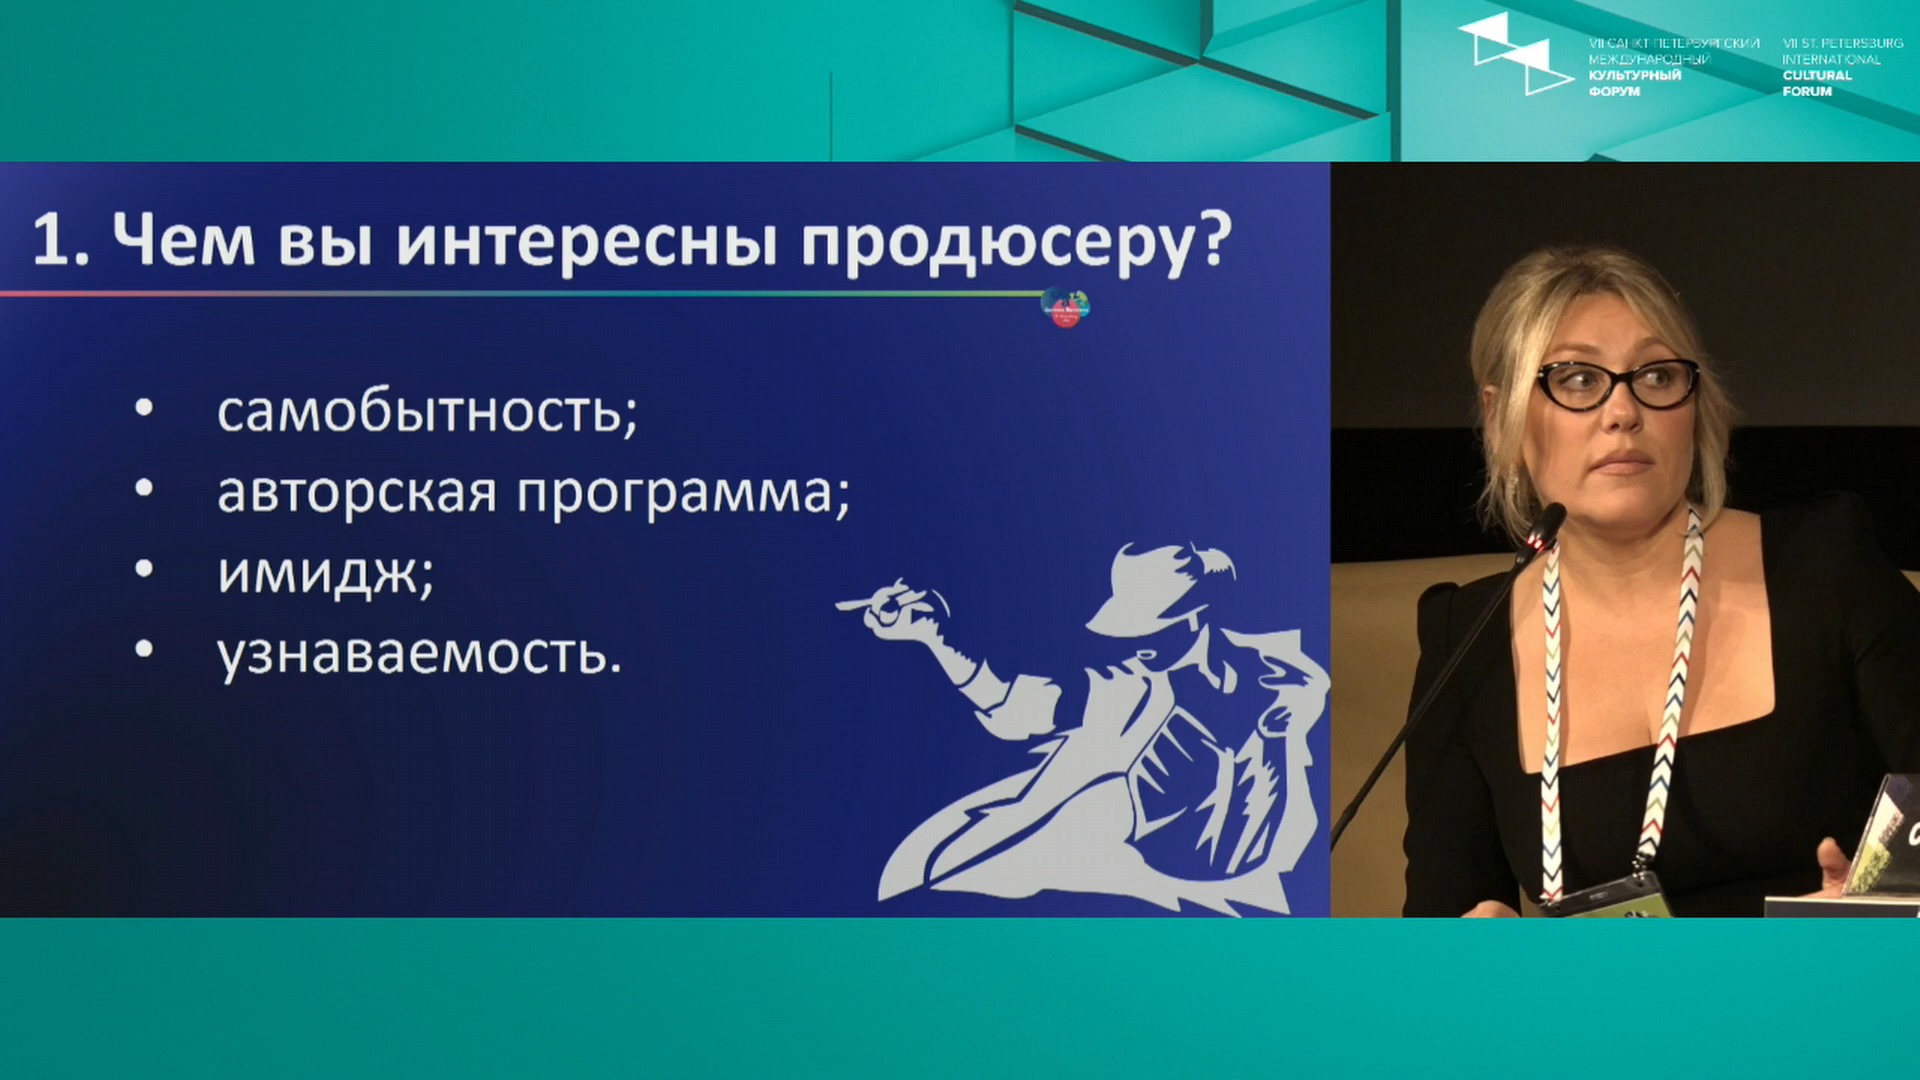 VII САНКТ-ПЕТЕРБУРГСКИЙ
МЕЖДУНАРОДНЫЙ
КУЛЬТУРНЫЙ
ФОРУМ
VII ST. PETERSBURG
INTERNATIONAL
CULTURAL
FORUM
1. Чем вы интересны продюсеру?
• самобытность;
• авторская программа;
• имидж;
• узнаваемость.